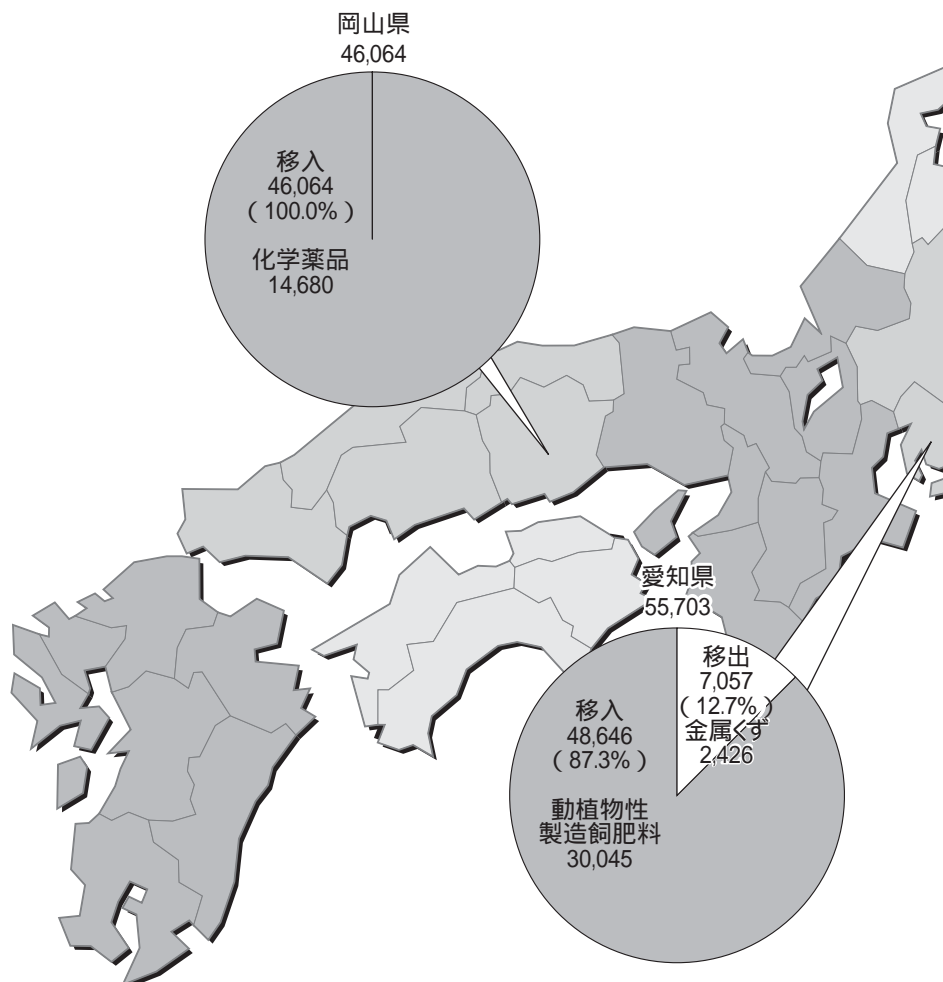 岡山県
46,064
移入
46,064
( 100.0% )
化学薬品
14,680
愛知県
55,703
移出
7,057
( 12.7% )
金属くず
2,426
移入
48,646
( 87.3% )
動植物性
製造飼肥料
30,045